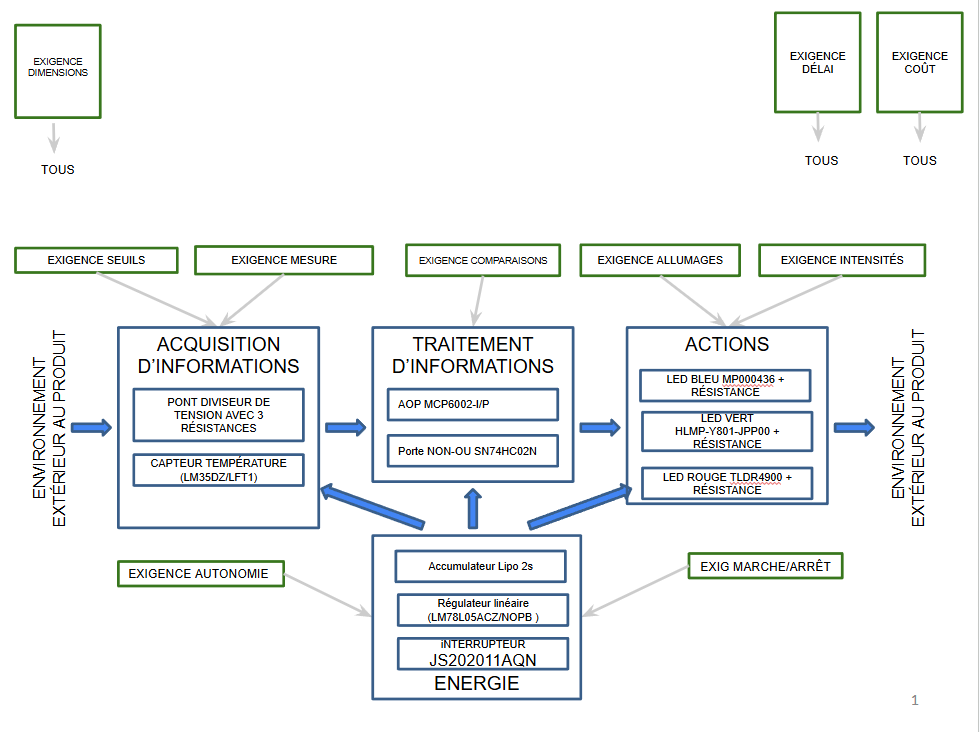 EXIGENCE
DIMENSIONS
TOUS
EXIGENCE
DÉLAI
TOUS
EXIGENCE
COÛT
TOUS
EXIGENCE SEUILS
EXIGENCE MESURE
EXIGENCE COMPARAISONS
EXIGENCE ALLUMAGES
EXIGENCE INTENSITÉS
ENVIRONNEMENT
EXTÉRIEUR AU PRODUIT
ACQUISITION
D’INFORMATIONS
PONT DIVISEUR DE
TENSION AVEC 3
RÉSISTANCES
CAPTEUR TEMPÉRATURE
(LM35DZ/LFT1)
TRAITEMENT
D’INFORMATIONS
AOP MCP6002-I/P
Porte NON-OU SN74HC02N
ACTIONS
LED BLEU MP000436 +
RÉSISTANCE
LED VERT
HLMP-Y801-JPP00 +
RÉSISTANCE
LED ROUGE TLDR4900 +
RÉSISTANCE
ENVIRONNEMENT
EXTÉRIEUR AU PRODUIT
EXIGENCE AUTONOMIE
Accumulateur Lipo 2s
Régulateur linéaire
(LM78L05ACZ/NOPB )
iNTERRUPTEUR
JS202011AQN
ENERGIE
EXIG MARCHE/ARRÊT
1